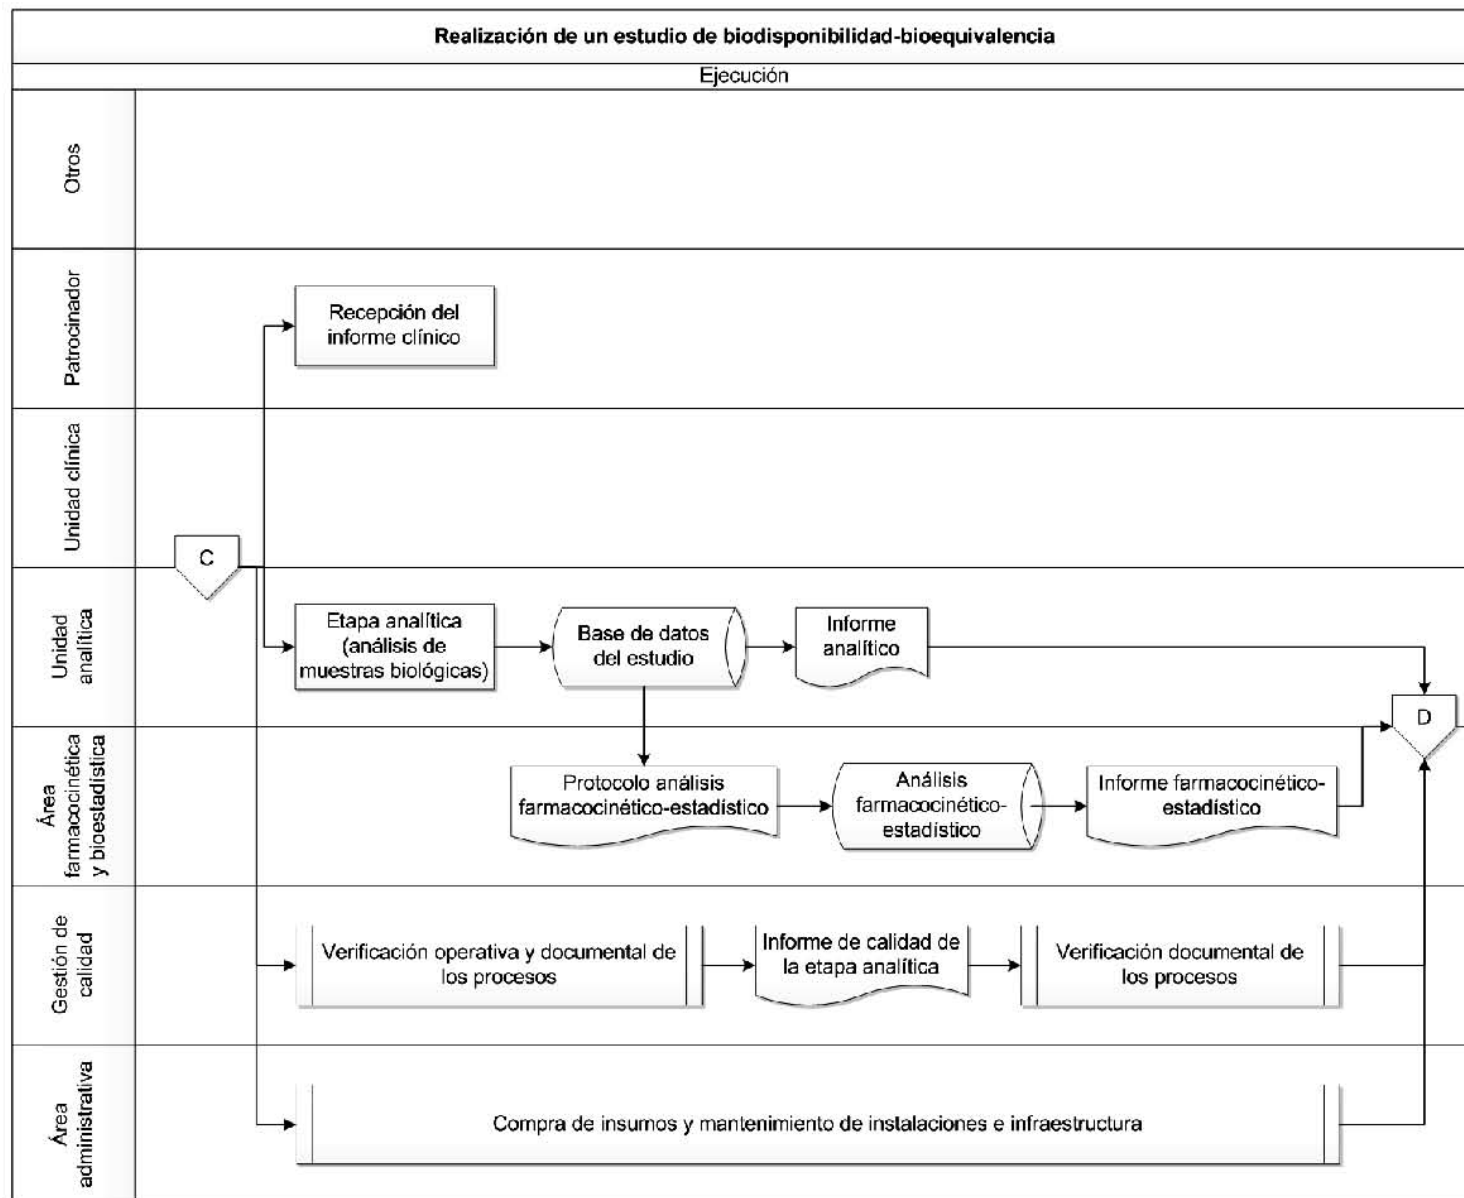 Realización de un estudio de biodisponibilidad-bioequivalencia
Ejecución
Otros
Patrocinador
Recepción del
informe clínico
Unidad clínica
C
Unidad
analítica
Etapa analítica
(análisis de
muestras biológicas)
Base de datos
del estudio
Informe
analítico
D
Área
farmacocinética
y bioestadística
Protocolo análisis
farmacocinético-estadístico
Análisis
farmacocinético-
estadístico
Informe farmacocinético-
estadístico
Gestión de
calidad
Verificación operativa y documental de
los procesos
Informe de calidad de
la etapa analítica
Verificación documental de
los procesos
Área
administrativa
Compra de insumos y mantenimiento de instalaciones e infraestructura